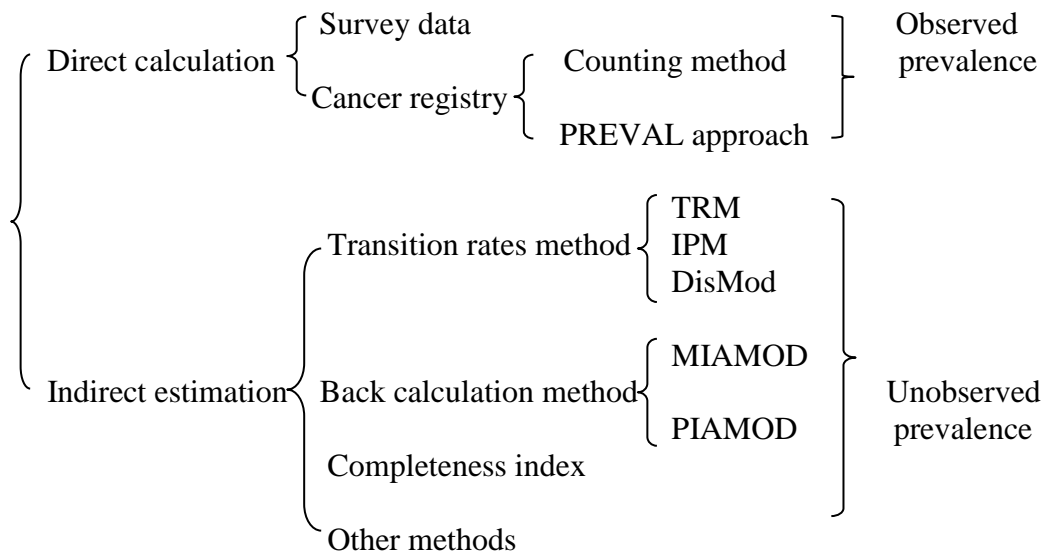 Survey data
Direct calculation
Cancer registry
Counting method
PREVAL approach
Observed
prevalence
Indirect estimation
Transition rates method
TRM
IPM
DisMod
Back calculation method
MIAMOD
PIAMOD
Completeness index
Other methods
Unobserved
prevalence